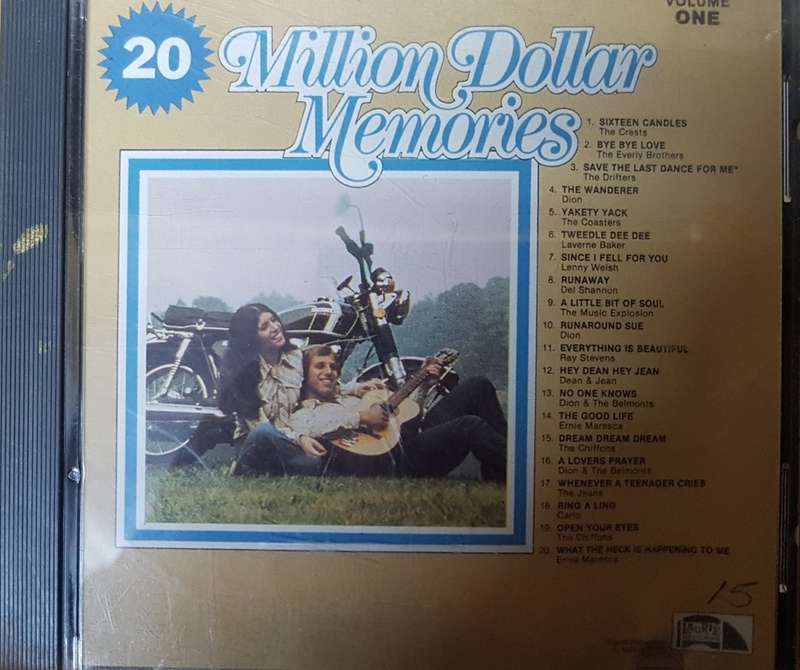 VOLUME
ONE
20
Million Dollar
Memories
1. SIXTEEN CANDLES
The Crests
2. BYE BYE LOVE
The Everly Brothers
3. SAVE THE LAST DANCE FOR ME*
The Drifters
4. THE WANDERER
Dion
5. YAKETY YACK
The Coasters
6. TWEEDLE DEE DEE
Laverne Baker
7. SINCE I FELL FOR YOU
Lenny Welsh
8. RUNAWAY
Del Shannon
9. A LITTLE BIT OF SOUL
The Music Explosion
10. RUNAROUND SUE
Dion
11. EVERYTHING IS BEAUTIFUL
Ray Stevens
12. HEY DEAN HEY JEAN
Dean & Jean
13. NO ONE KNOWS
Dion & The Belmonts
14. THE GOOD LIFE
Ernie Maresca
15. DREAM DREAM DREAM
The Chiffons
16. A LOVERS PRAYER
Dion & The Belmonts
17. WHENEVER A TEENAGER CRIES
The Jeans
18. RING A LING
Carlo
19. OPEN YOUR EYES
The Chiffons
20. WHAT THE HECK IS HAPPENING TO ME
Ernie Maresca
15